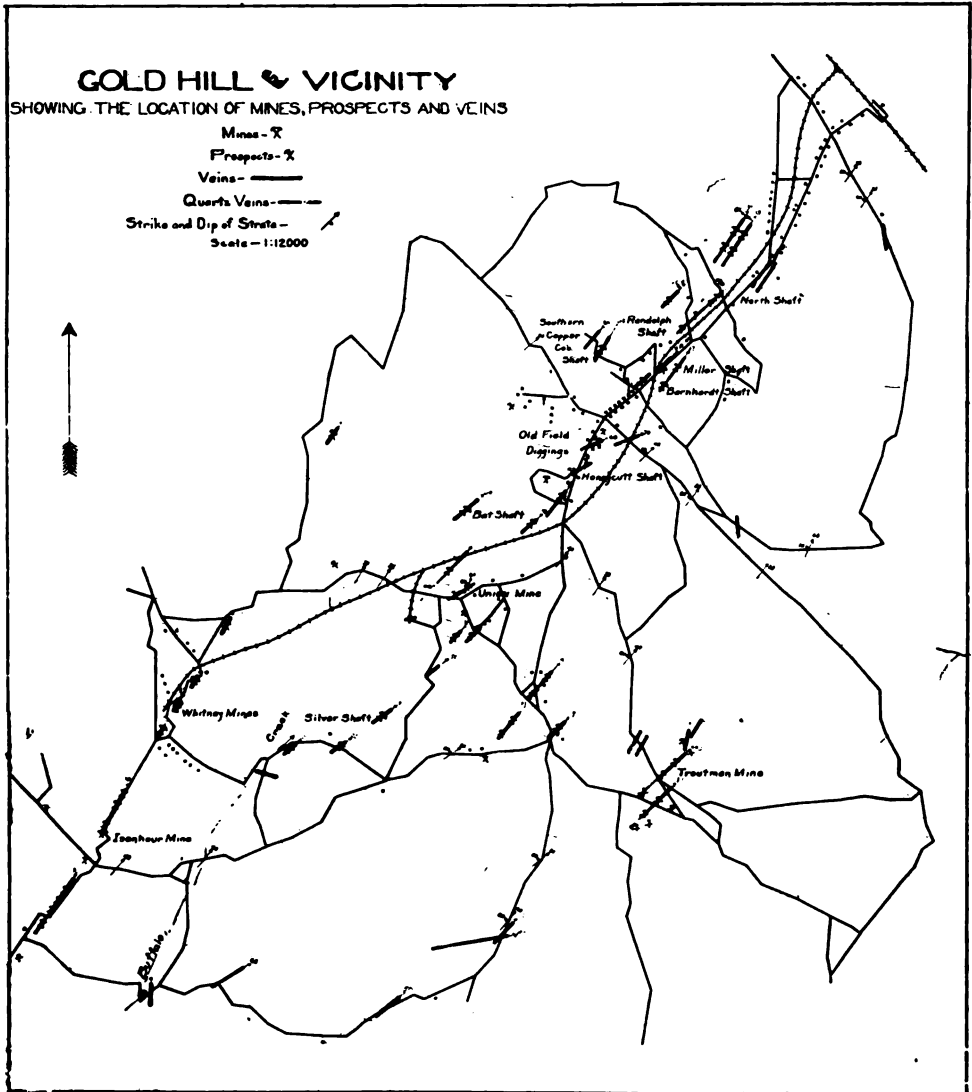 GOLD HILL & VICINITY
SHOWING THE LOCATION OF MINES, PROSPECTS AND VEINS
Mines -
Prospects -
Veins -
Quartz Veins -
Strike and Dip of Strata -
Scale - 1:12000
North Shaft
Southern
Copper
Co's.
Shaft
Randolph
Shaft
Miller Shaft
Barnhardt Shaft
Old Field
Diggings
Honeycutt Shaft
Bat Shaft
Union Mine
Whitney Mines
Silver Shaft
Creek
Troutman Mine
Isenhour Mine
Buffalo